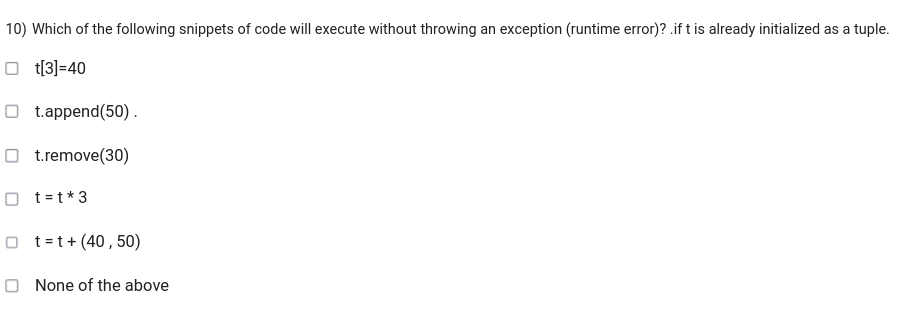 10) Which of the following snippets of code will execute without throwing an exception (runtime error)? .if t is already initialized as a tuple.
t[3]=40
t.append(50) .
t.remove(30)
t = t * 3
t = t + (40 , 50)
None of the above